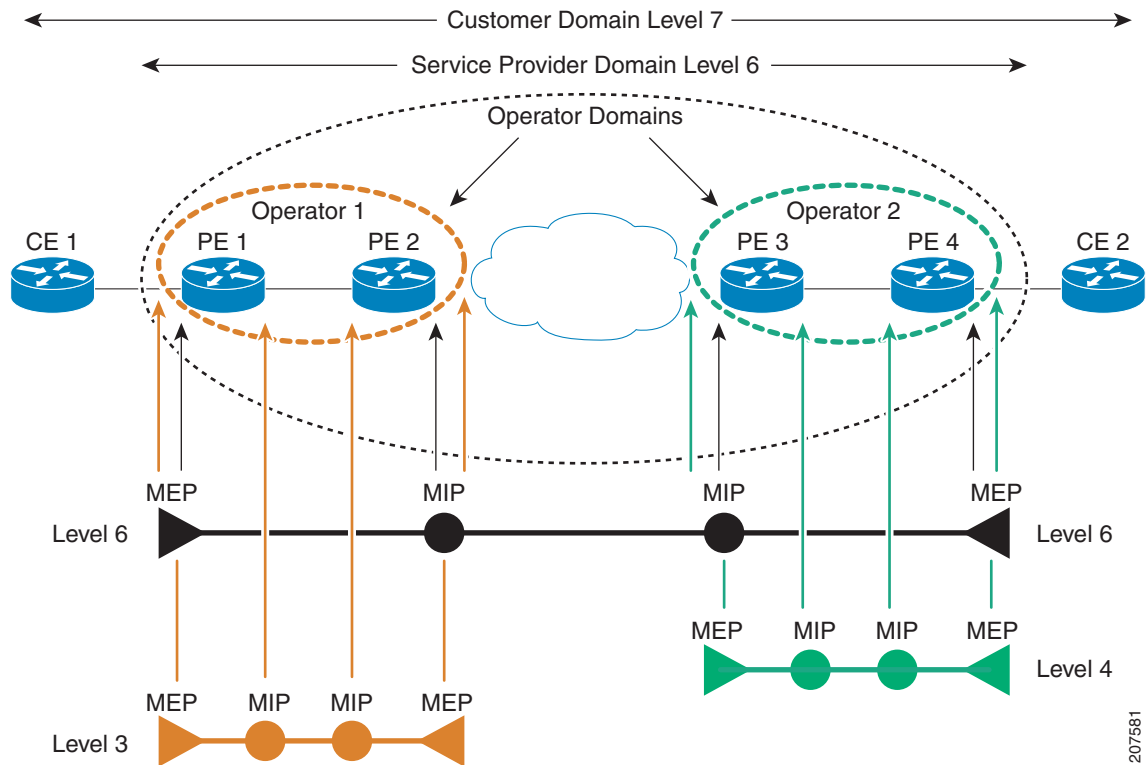 Customer Domain Level 7
Service Provider Domain Level 6
Operator Domains
Operator 1
Operator 2
CE 1
PE 1
PE 2
PE 3
PE 4
CE 2
MEP
MIP
MIP
MEP
Level 6
Level 6
MEP
MIP
MIP
MEP
Level 4
MEP
MIP
MIP
MEP
Level 3
207581